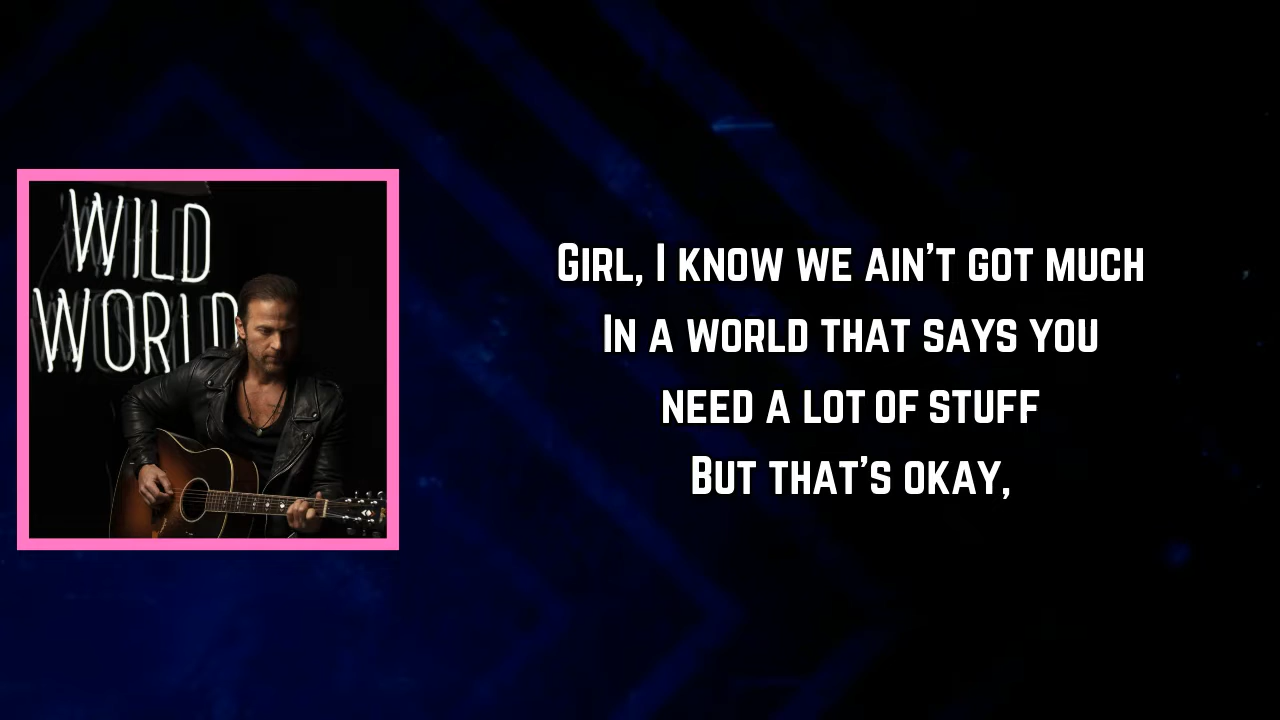 WILD
WORLD
Girl, I know we ain't got much
In a world that says you
need a lot of stuff
But that's okay,